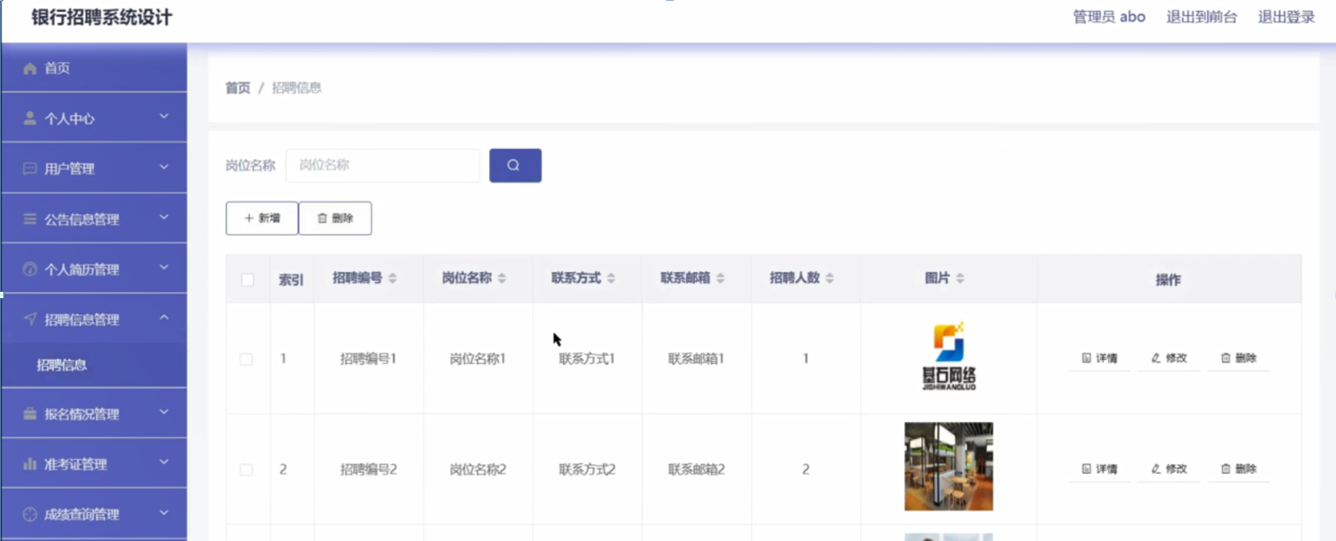 银行招聘系统设计
管理员 abo 退出到前台 退出登录
首页
个人中心
用户管理
公告信息管理
个人简历管理
招聘信息管理
招聘信息
报名情况管理
准考证管理
成绩查询管理
首页 / 招聘信息
岗位名称 岗位名称
+ 新增 删除
索引 招聘编号 岗位名称 联系方式 联系邮箱 招聘人数 图片 操作
1 招聘编号1 岗位名称1 联系方式1 联系邮箱1 1 详情 修改 删除
基石网络
JISHIWANGLUO
2 招聘编号2 岗位名称2 联系方式2 联系邮箱2 2 详情 修改 删除